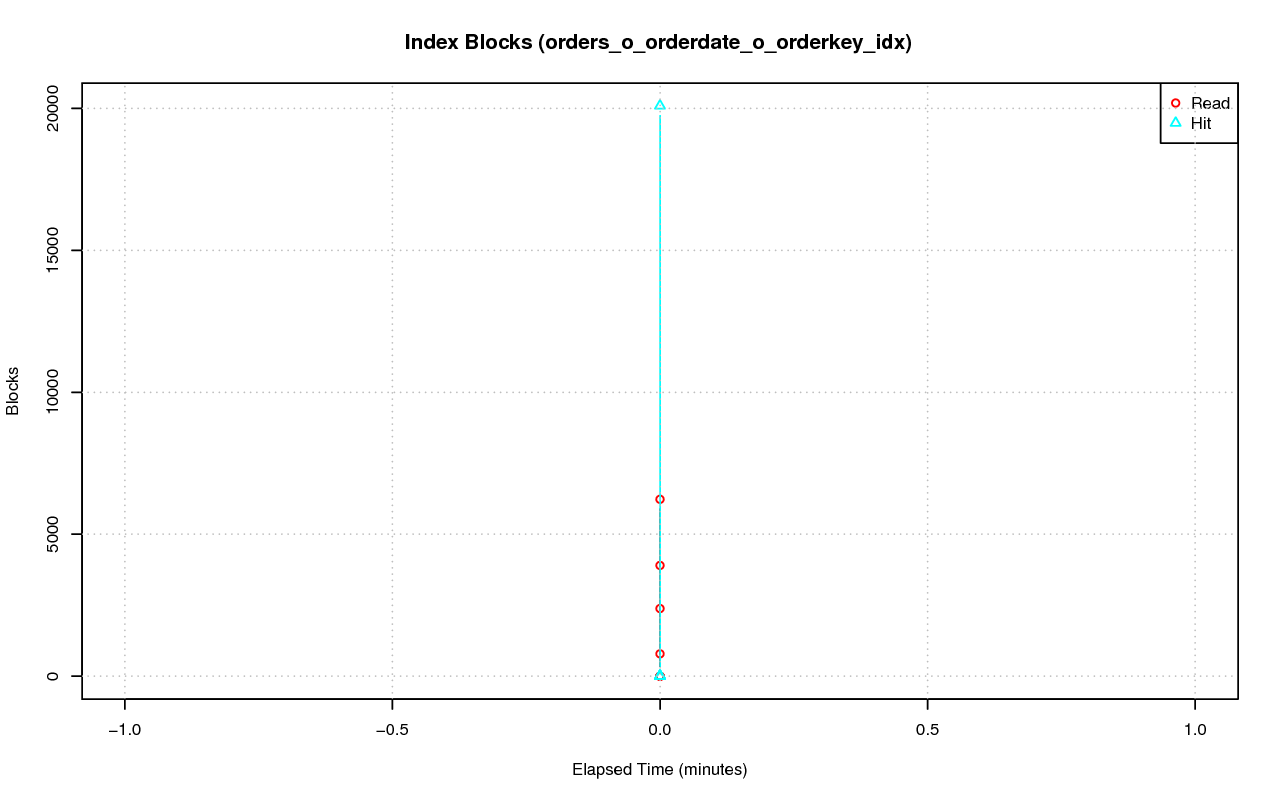 Index Blocks (orders_o_orderdate_o_orderkey_idx)
Read
Hit
20000
15000
10000
5000
0
Blocks
−1.0
−0.5
0.0
0.5
1.0
Elapsed Time (minutes)